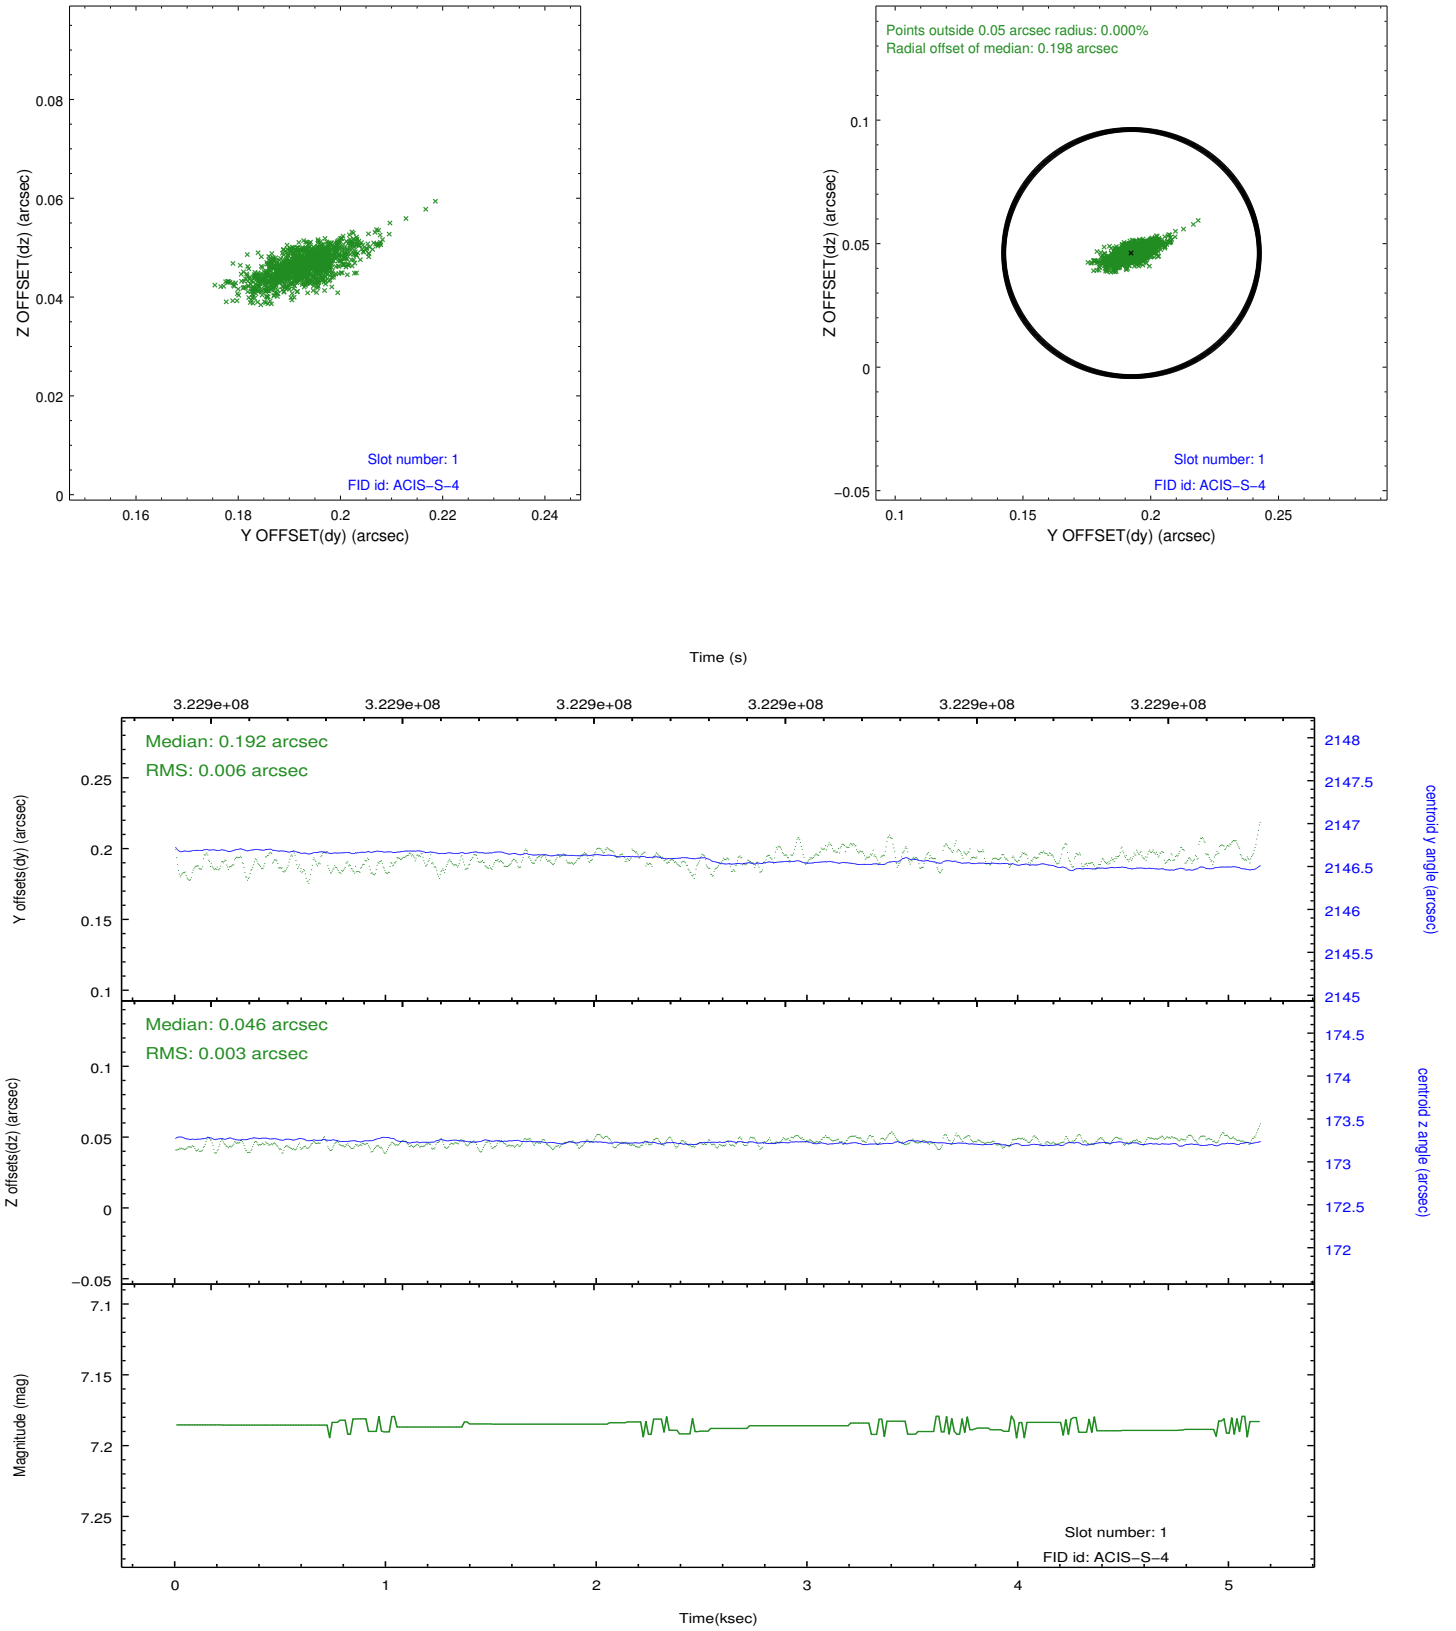 0.08
0.06
0.04
0.02
0
Z OFFSET(dz) (arcsec)
Slot number: 1
FID id: ACIS−S−4
0.16 0.18 0.2 0.22 0.24
Y OFFSET(dy) (arcsec)
Points outside 0.05 arcsec radius: 0.000%
Radial offset of median: 0.198 arcsec
0.1
0.05
0
−0.05
Z OFFSET(dz) (arcsec)
Slot number: 1
FID id: ACIS−S−4
0.1 0.15 0.2 0.25
Y OFFSET(dy) (arcsec)
Time (s)
3.229e+08 3.229e+08 3.229e+08 3.229e+08 3.229e+08 3.229e+08
Median: 0.192 arcsec
RMS: 0.006 arcsec
0.25
0.2
0.15
0.1
Y offsets(dy) (arcsec)
2148
2147.5
2147
2146.5
2146
2145.5
2145
centroid y angle (arcsec)
Median: 0.046 arcsec
RMS: 0.003 arcsec
0.1
0.05
0
−0.05
Z offsets(dz) (arcsec)
174.5
174
173.5
173
172.5
172
centroid z angle (arcsec)
7.1
7.15
7.2
7.25
Magnitude (mag)
Slot number: 1
FID id: ACIS−S−4
0 1 2 3 4 5
Time(ksec)